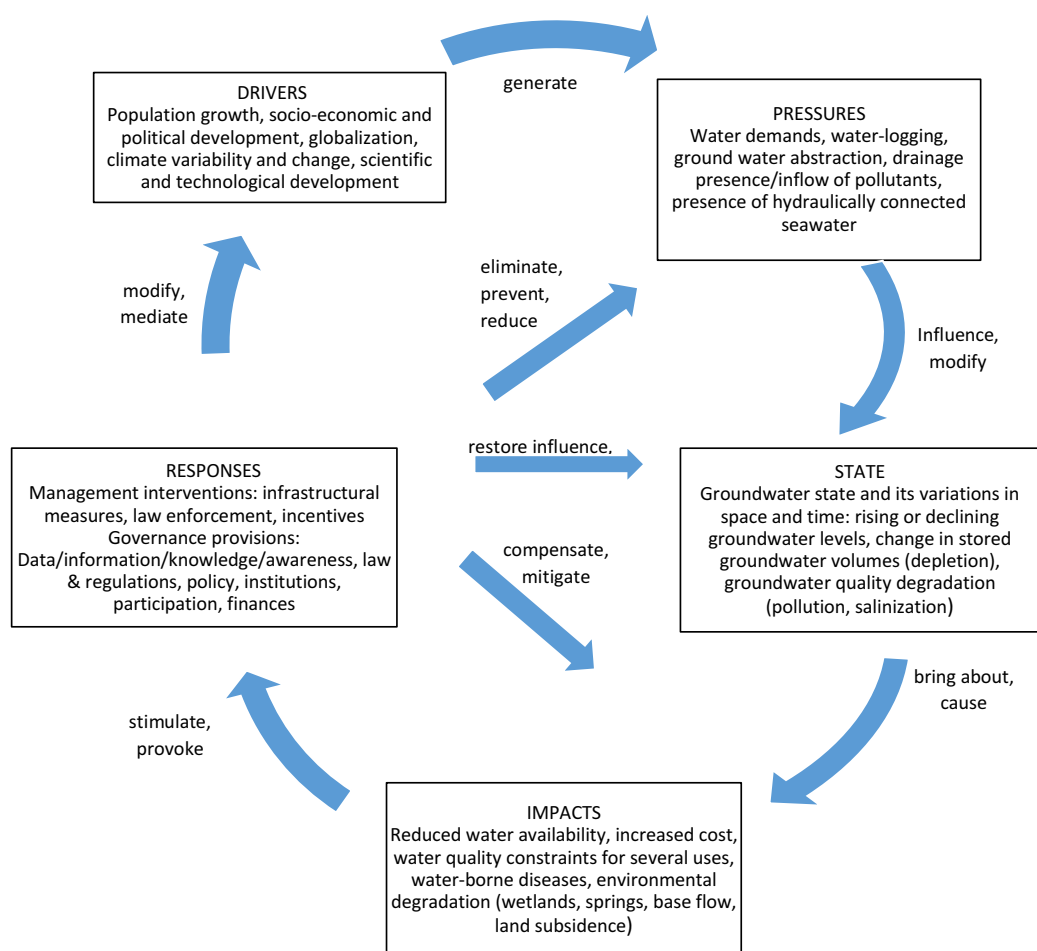 generate
DRIVERS
Population growth, socio-economic and
political development, globalization,
climate variability and change, scientific
and technological development
PRESSURES
Water demands, water-logging,
ground water abstraction, drainage
presence/inflow of pollutants,
presence of hydraulically connected
seawater
modify,
mediate
eliminate,
prevent,
reduce
Influence,
modify
restore influence,
RESPONSES
Management interventions: infrastructural
measures, law enforcement, incentives
Governance provisions:
Data/information/knowledge/awareness, law
& regulations, policy, institutions,
participation, finances
STATE
Groundwater state and its variations in
space and time: rising or declining
groundwater levels, change in stored
groundwater volumes (depletion),
groundwater quality degradation
(pollution, salinization)
compensate,
mitigate
bring about,
cause
stimulate,
provoke
IMPACTS
Reduced water availability, increased cost,
water quality constraints for several uses,
water-borne diseases, environmental
degradation (wetlands, springs, base flow,
land subsidence)